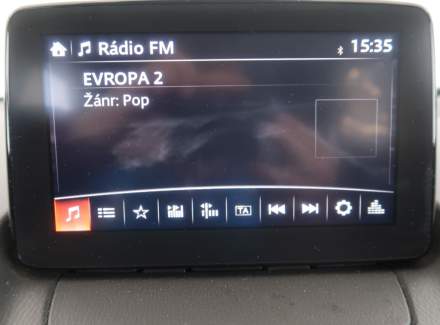 Rádio FM 15:35
EVROPA 2
Žánr: Pop
TA